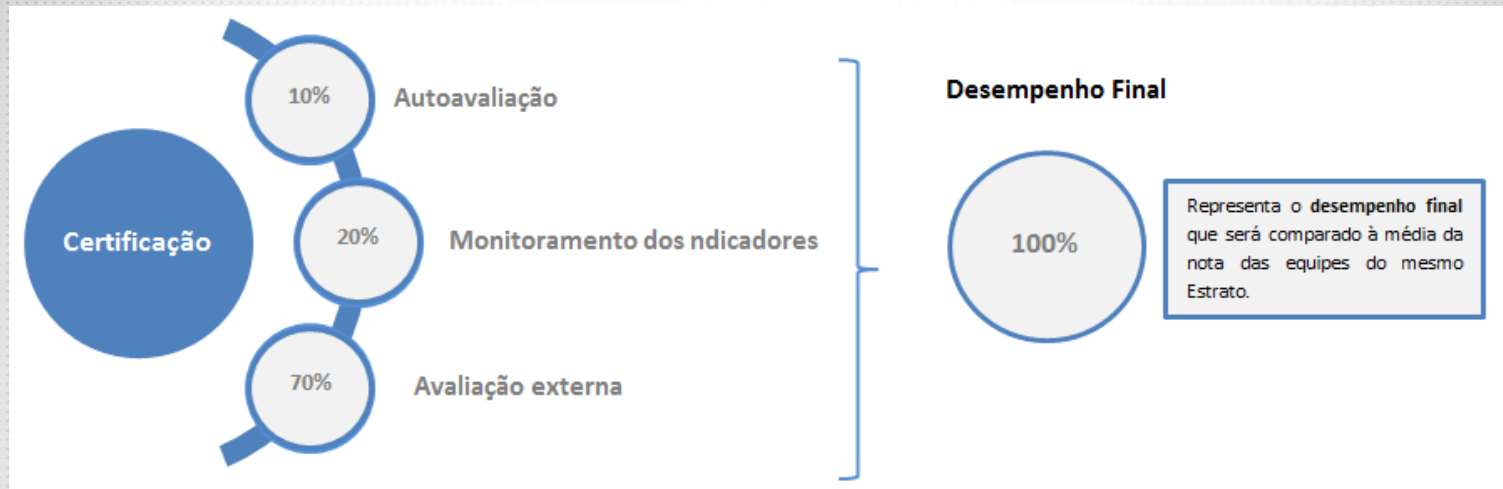 Certificação
10%
Autoavaliação
20%
Monitoramento dos ndicadores
70%
Avaliação externa
Desempenho Final
100%
Representa o desempenho final
que será comparado à média da
nota das equipes do mesmo
Estrato.